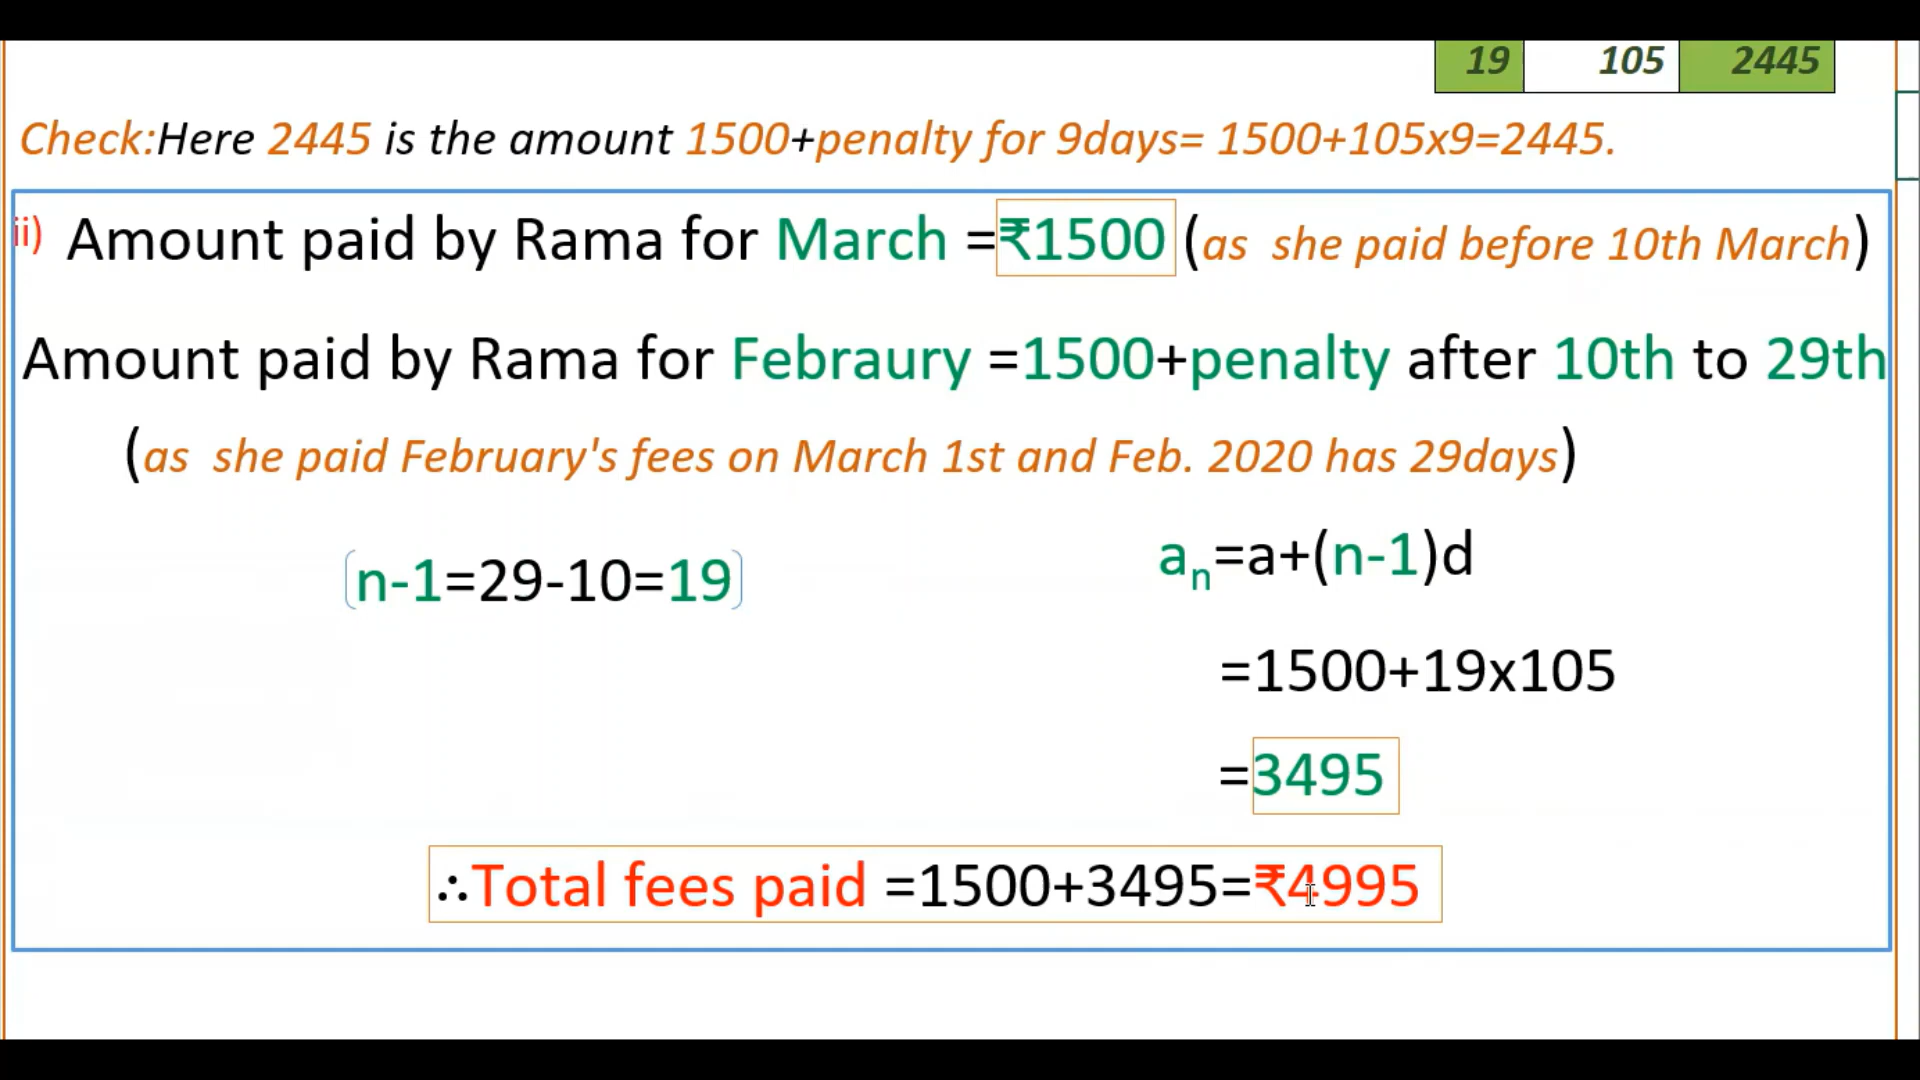 19 105 2445
Check:Here 2445 is the amount 1500+penalty for 9days= 1500+105x9=2445.
ii) Amount paid by Rama for March =₹1500 (as she paid before 10th March)
Amount paid by Rama for Febraury =1500+penalty after 10th to 29th
(as she paid February's fees on March 1st and Feb. 2020 has 29days)
an=a+(n-1)d
(n-1=29-10=19)
=1500+19x105
=3495
∴Total fees paid =1500+3495=₹4995